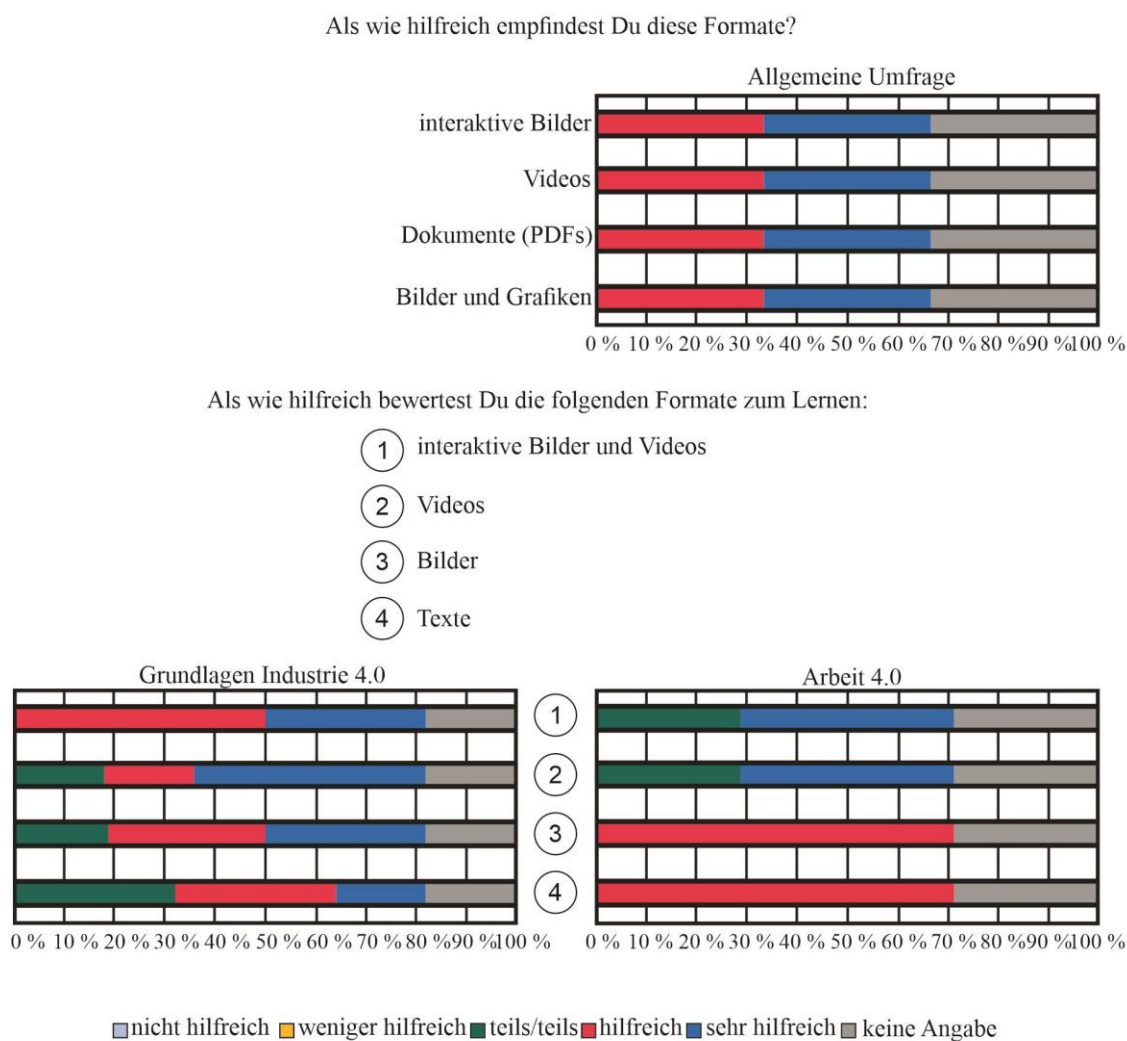 Als wie hilfreich empfindest Du diese Formate?
Allgemeine Umfrage
interaktive Bilder
Videos
Dokumente (PDFs)
Bilder und Grafiken
0 % 10 % 20 % 30 % 40 % 50 % 60 % 70 % 80 % 90 % 100 %
Als wie hilfreich bewertest Du die folgenden Formate zum Lernen:
1 interaktive Bilder und Videos
2 Videos
3 Bilder
4 Texte
Grundlagen Industrie 4.0
Arbeit 4.0
1
2
3
4
0 % 10 % 20 % 30 % 40 % 50 % 60 % 70 % 80 % 90 % 100 %
0 % 10 % 20 % 30 % 40 % 50 % 60 % 70 % 80 % 90 % 100 %
nicht hilfreich weniger hilfreich teils/teils hilfreich sehr hilfreich keine Angabe